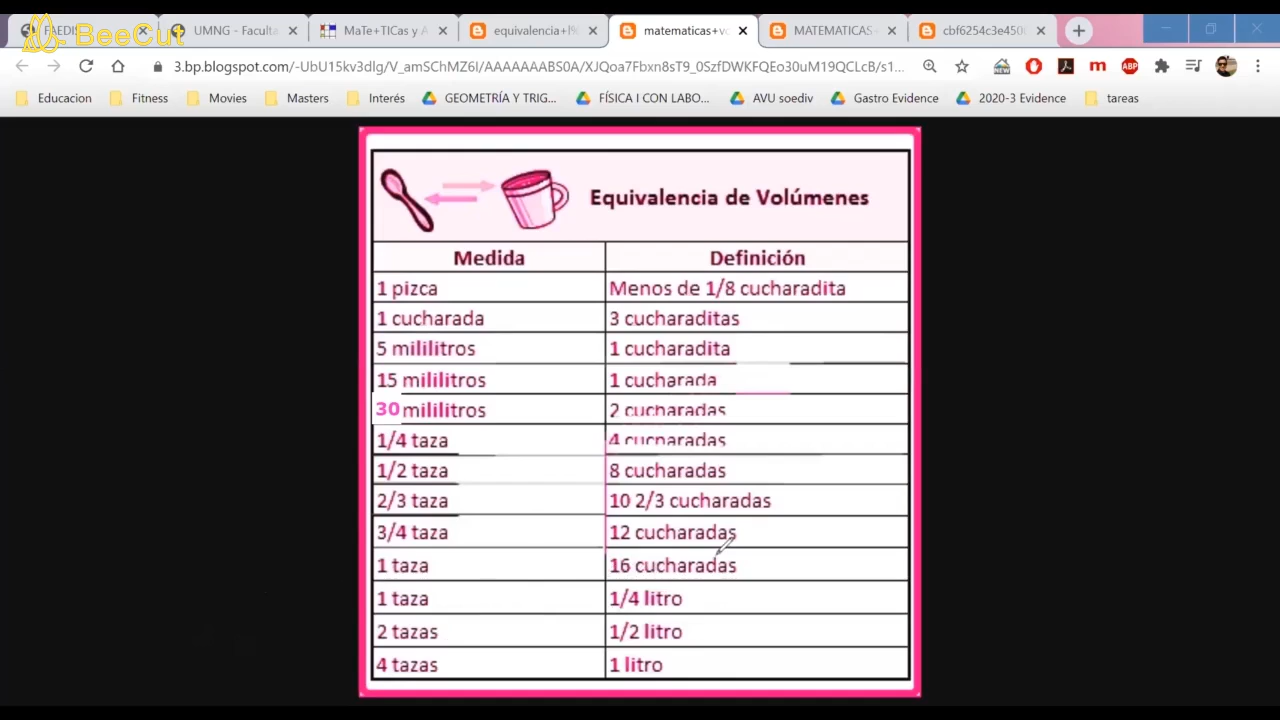 BeeCut
UMNG - Faculta
MaTe+TICas y A
equivalencia+l%
matematicas+vo
MATEMATICAS+
cbf6254c3e450f
3.bp.blogspot.com/-UbU15kv3dlg/V_amSChMZ6I/AAAAAAABS0A/XJQoa7Fbxn8sT9_0SzfDWKFQEo30uM19QCLcB/s1...
NEW
ABP
Educacion
Fitness
Movies
Masters
Interés
GEOMETRÍA Y TRIG...
FÍSICA I CON LABO...
AVU soediv
Gastro Evidence
2020-3 Evidence
tareas
Equivalencia de Volúmenes
Medida Definición
1 pizca Menos de 1/8 cucharadita
1 cucharada 3 cucharaditas
5 mililitros 1 cucharadita
15 mililitros 1 cucharada
30 mililitros 2 cucharadas
1/4 taza 4 cucharadas
1/2 taza 8 cucharadas
2/3 taza 10 2/3 cucharadas
3/4 taza 12 cucharadas
1 taza 16 cucharadas
1 taza 1/4 litro
2 tazas 1/2 litro
4 tazas 1 litro